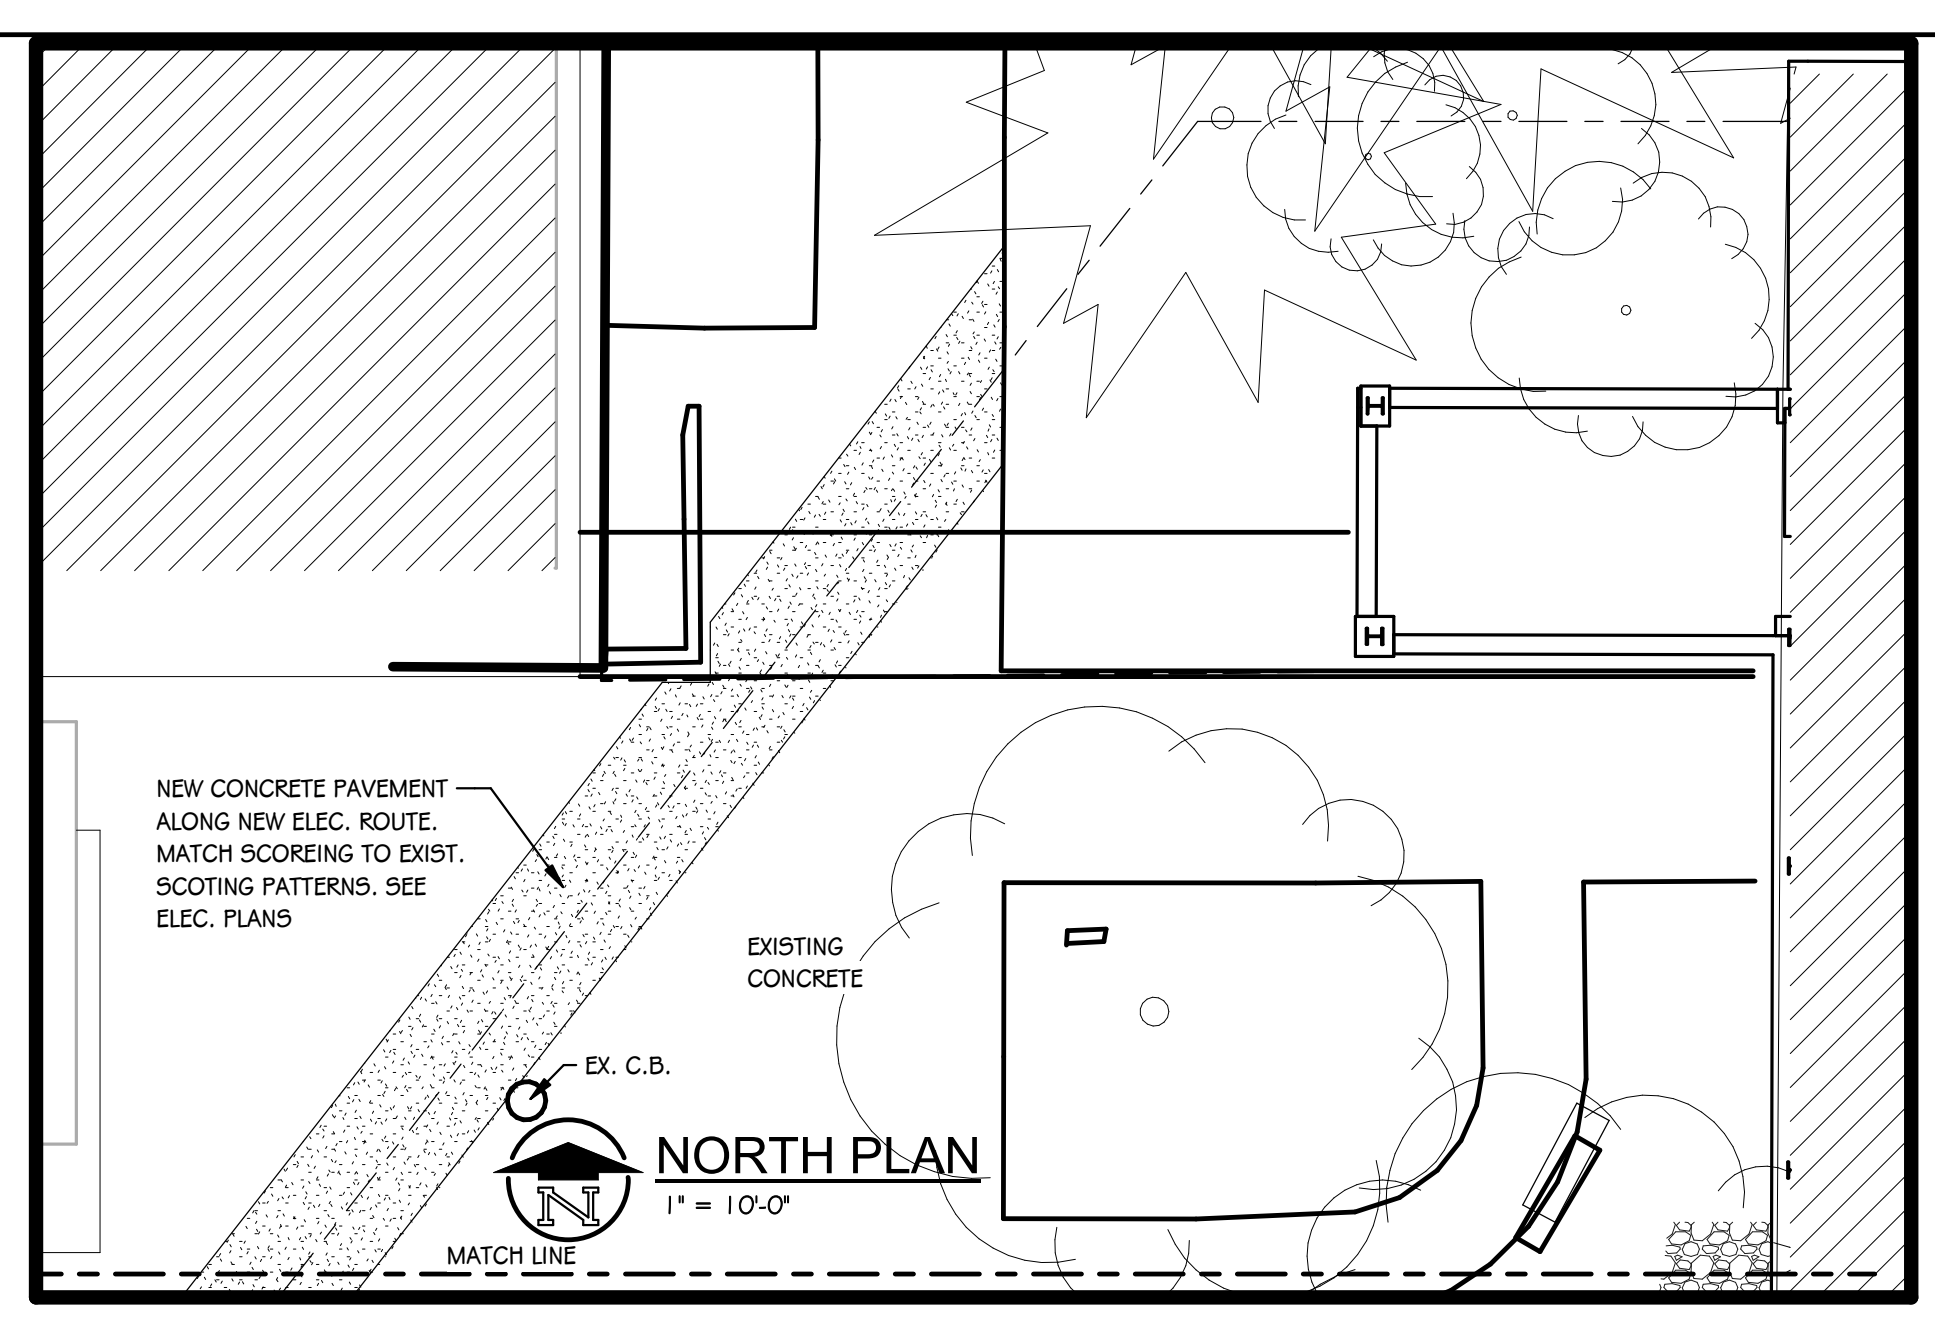 H
H
NEW CONCRETE PAVEMENT
ALONG NEW ELEC. ROUTE.
MATCH SCOREING TO EXIST.
SCOTING PATTERNS. SEE
ELEC. PLANS
EXISTING
CONCRETE
EX. C.B.
NORTH PLAN
1" = 10'-0"
N
MATCH LINE